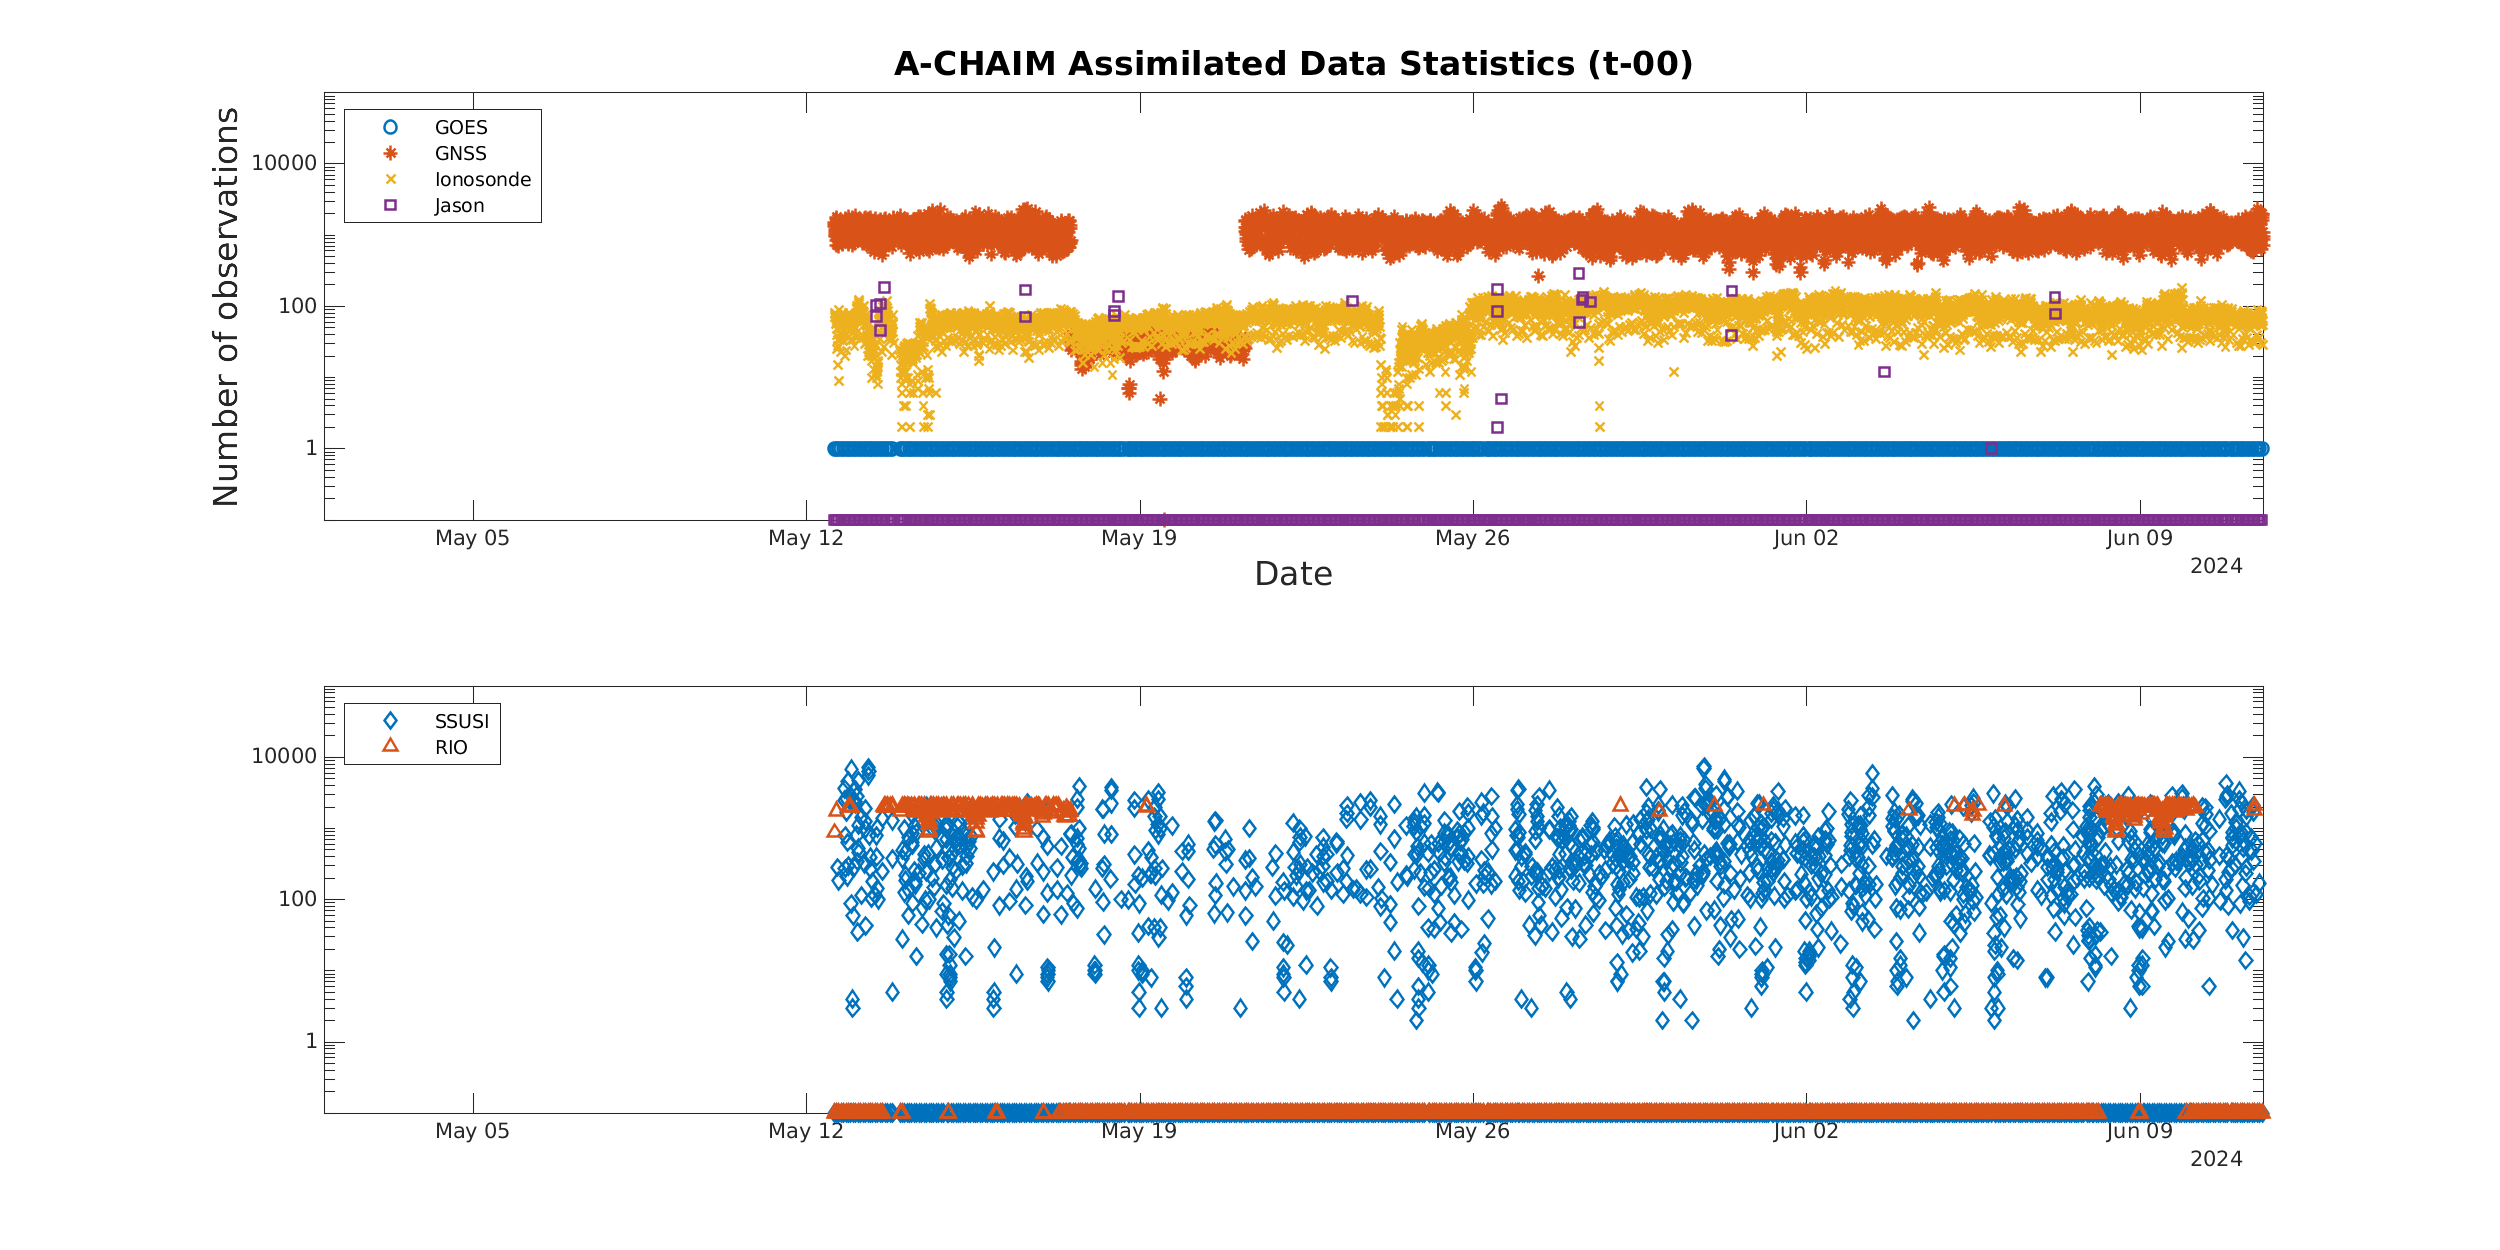 A-CHAIM Assimilated Data Statistics (t-00)
Number of observations
10000
100
1
GOES
GNSS
Ionosonde
Jason
May 05
May 12
May 19
May 26
Jun 02
Jun 09
2024
Date
10000
100
1
SSUSI
RIO
May 05
May 12
May 19
May 26
Jun 02
Jun 09
2024